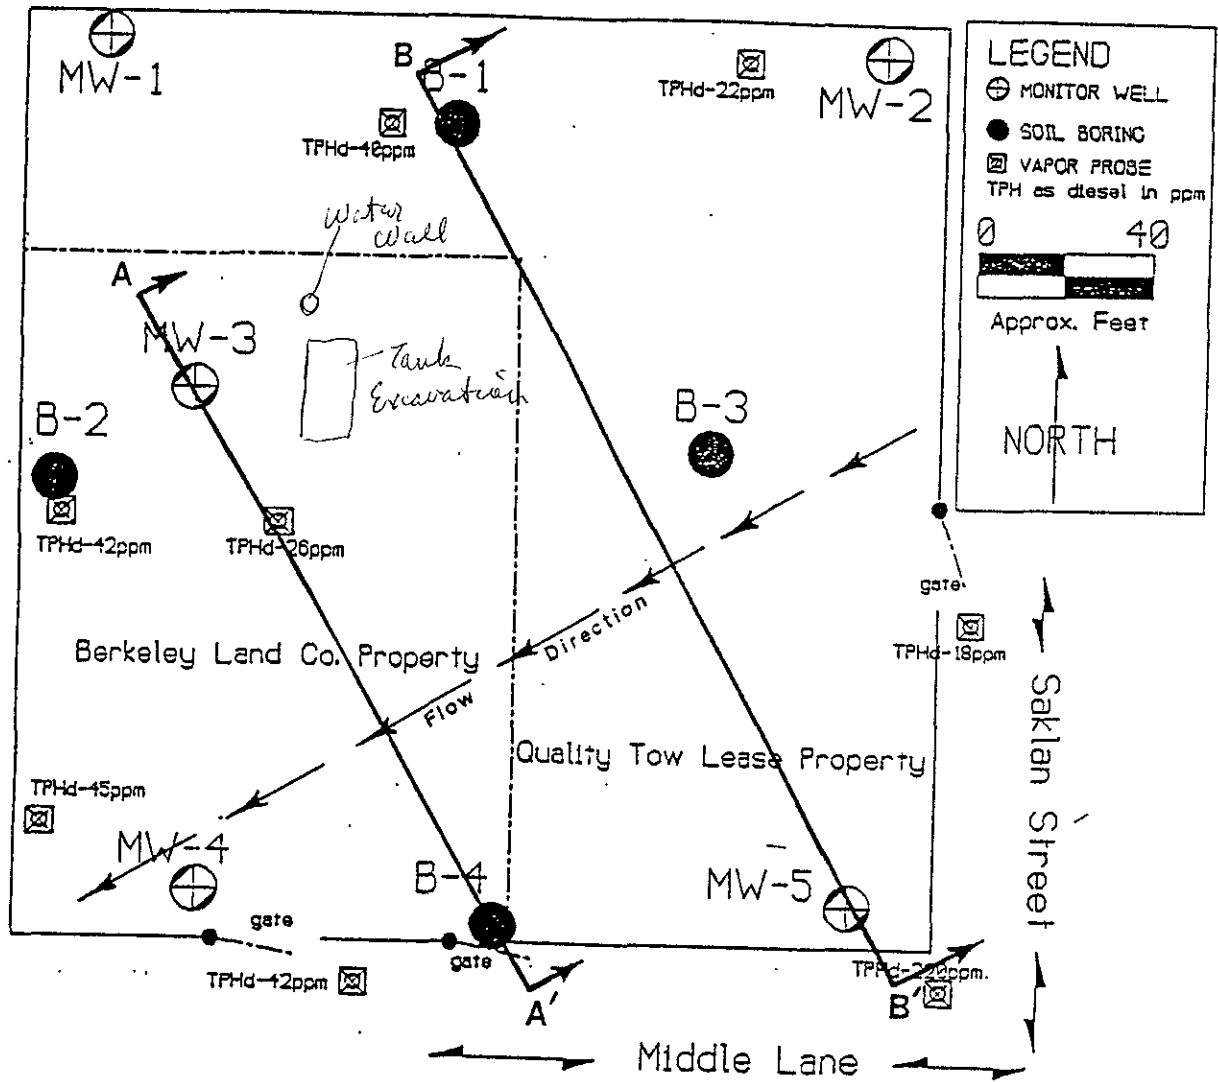 MW-1
B
B-1
TPHd-22ppm
MW-2
TPHd-40ppm
LEGEND
MONITOR WELL
SOIL BORING
VAPOR PROBE
TPH as diesel in ppm
0 40
Approx. Feet
NORTH
Water
Wall
A
MW-3
Tank
Excavation
B-2
B-3
TPHd-42ppm
TPHd-26ppm
gate
TPHd-18ppm
Berkeley Land Co. Property
Flow Direction
Quality Tow Lease Property
Saklan Street
TPHd-45ppm
MW-4
B-4
MW-5
gate
gate
TPHd-42ppm
TPHd-220ppm.
A'
B'
Middle Lane